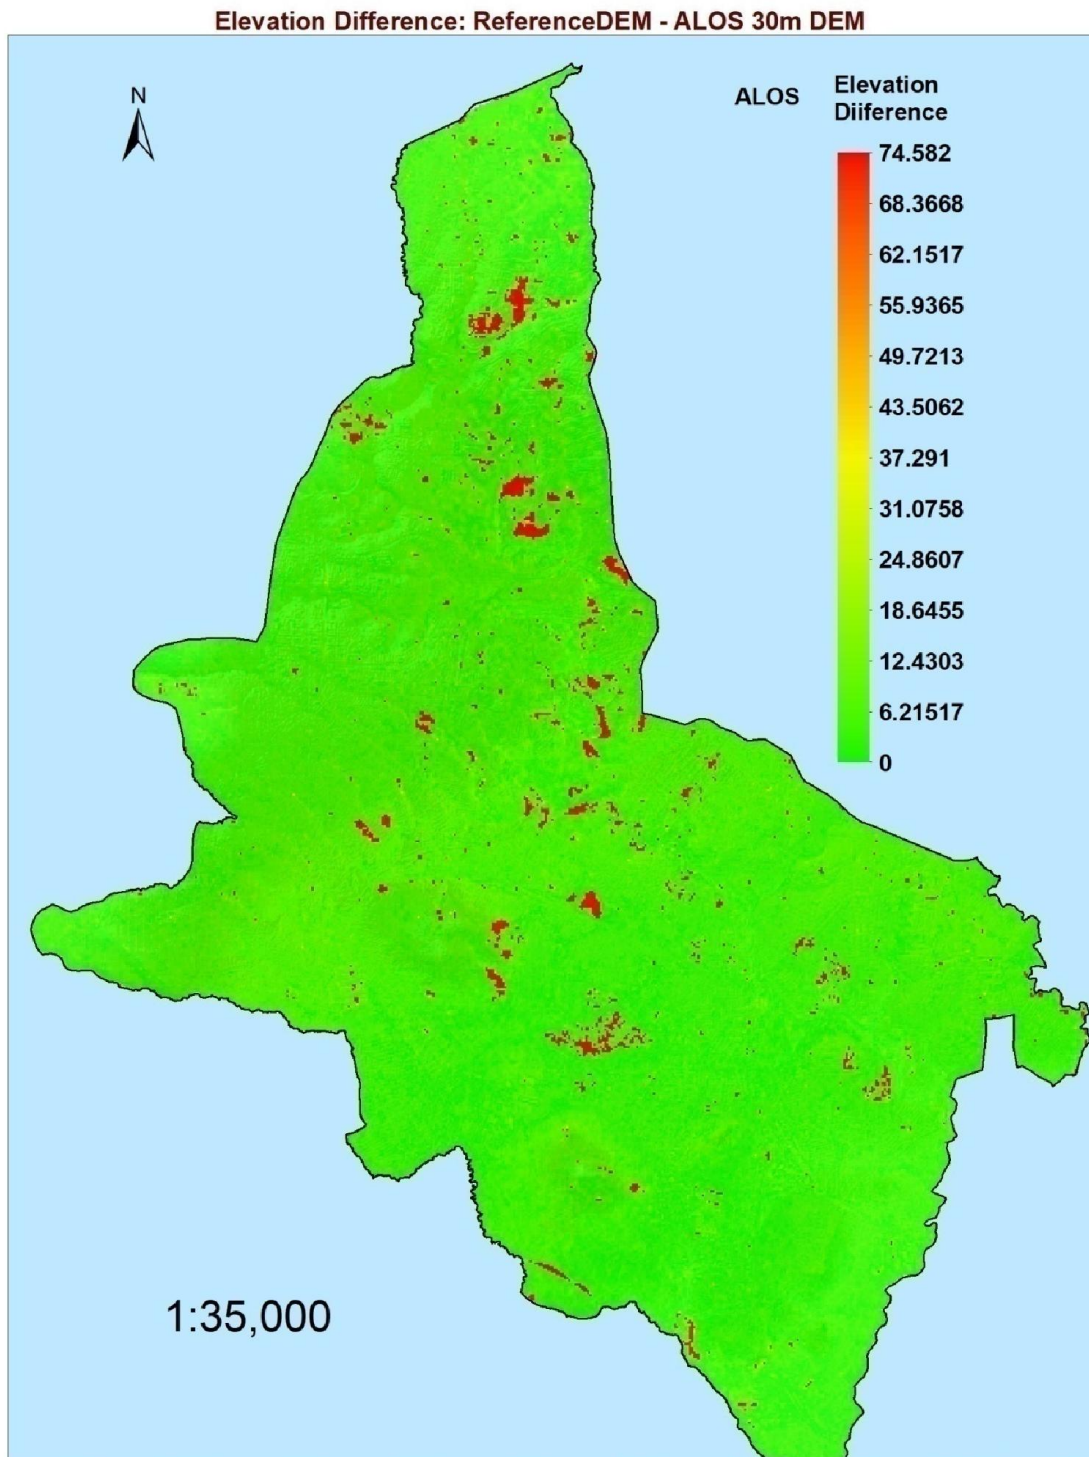 Elevation Difference: ReferenceDEM - ALOS 30m DEM
N
ALOS
Elevation
Diiference
74.582
68.3668
62.1517
55.9365
49.7213
43.5062
37.291
31.0758
24.8607
18.6455
12.4303
6.21517
0
1:35,000